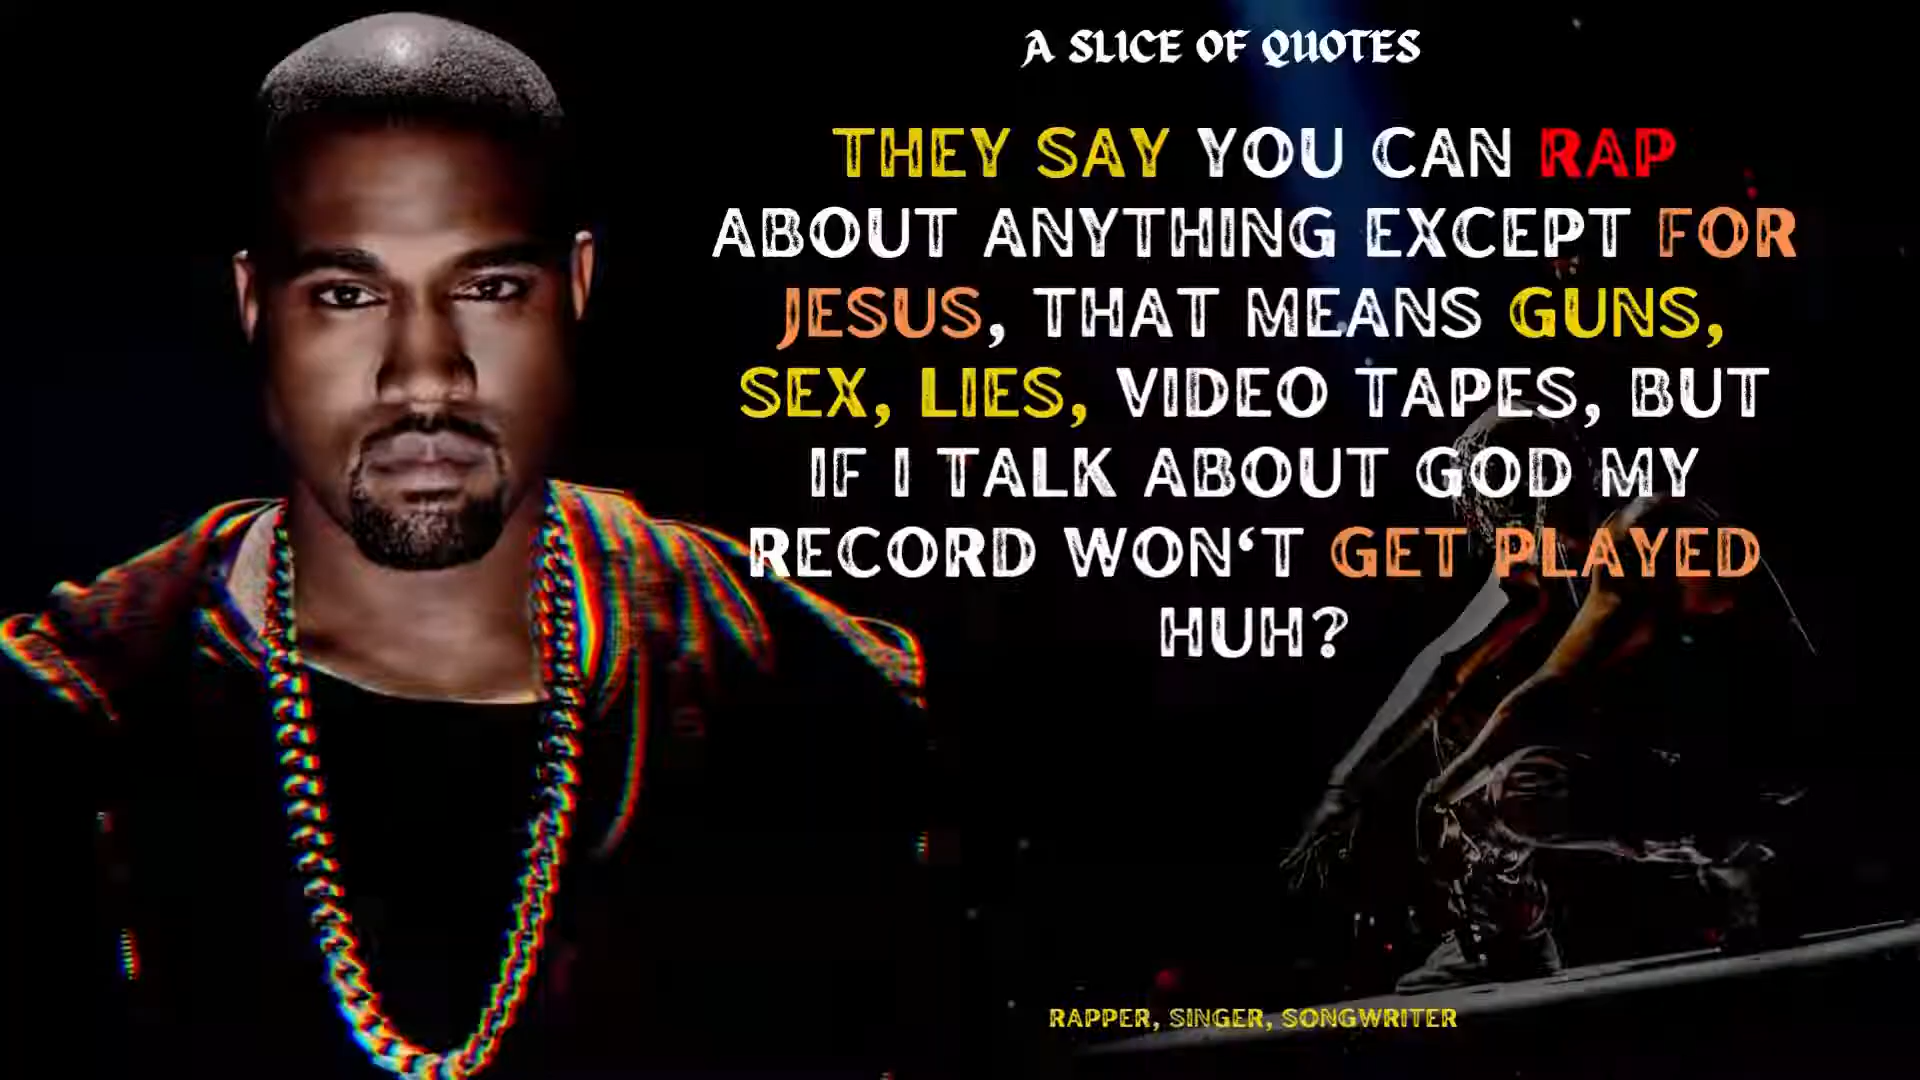 A SLICE OF QUOTES
THEY SAY YOU CAN RAP
ABOUT ANYTHING EXCEPT FOR
JESUS, THAT MEANS GUNS,
SEX, LIES, VIDEO TAPES, BUT
IF I TALK ABOUT GOD MY
RECORD WON‘T GET PLAYED
HUH?
RAPPER, SINGER, SONGWRITER